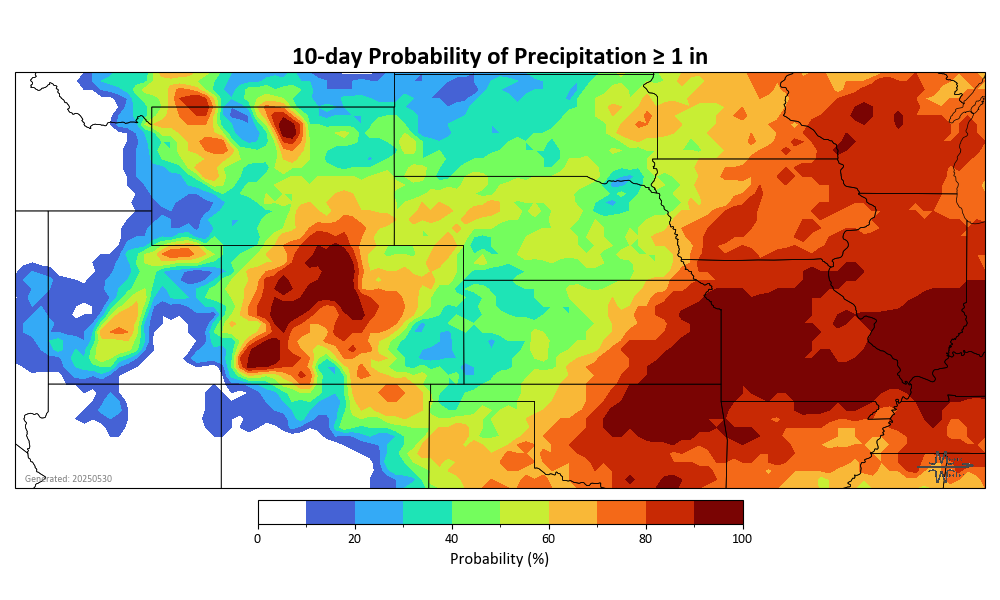 10-day Probability of Precipitation ≥ 1 in
Generated: 20250530
0 20 40 60 80 100
Probability (%)